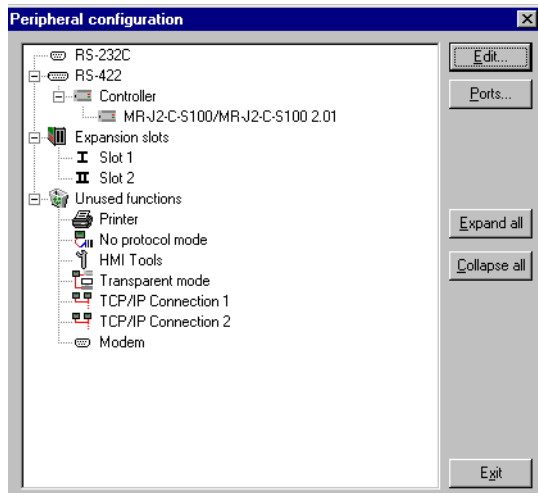 Peripheral configuration
RS-232C
RS-422
Controller
MR-J2-C-S100/MR-J2-C-S100 2.01
Expansion slots
I Slot 1
II Slot 2
Unused functions
Printer
No protocol mode
HMI Tools
Transparent mode
TCP/IP Connection 1
TCP/IP Connection 2
Modem
Edit...
Ports...
Expand all
Collapse all
Exit